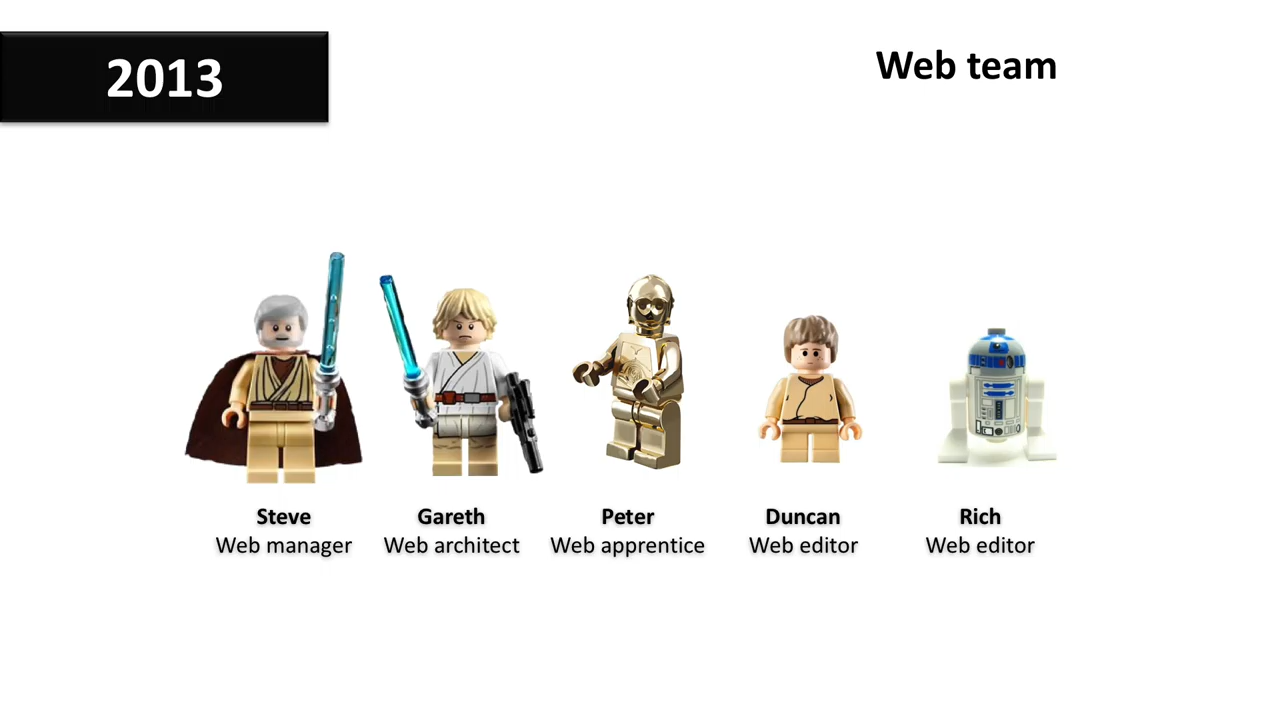 2013
Web team
Steve
Web manager
Gareth
Web architect
Peter
Web apprentice
Duncan
Web editor
Rich
Web editor